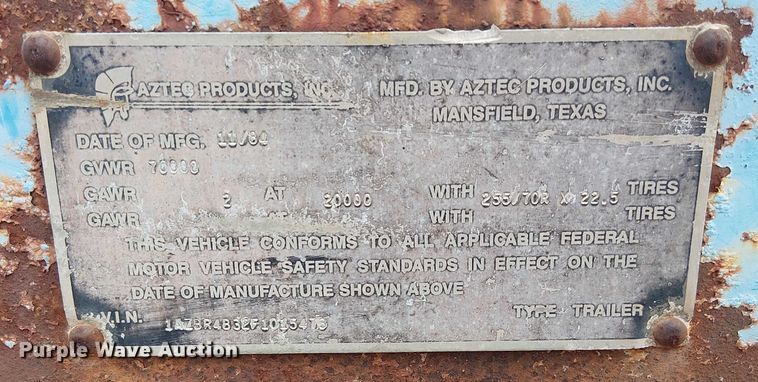 AZTEC PRODUCTS, INC. MFD. BY AZTEC PRODUCTS, INC.
MANSFIELD, TEXAS
DATE OF MFG.
GVWR
GAWR 2 AT 20000 WITH 255/70R X 22.5 TIRES
GAWR AT WITH TIRES
THIS VEHICLE CONFORMS TO ALL APPLICABLE FEDERAL
MOTOR VEHICLE SAFETY STANDARDS IN EFFECT ON THE
DATE OF MANUFACTURE SHOWN ABOVE
V.I.N. TYPE TRAILER
Purple Wave Auction